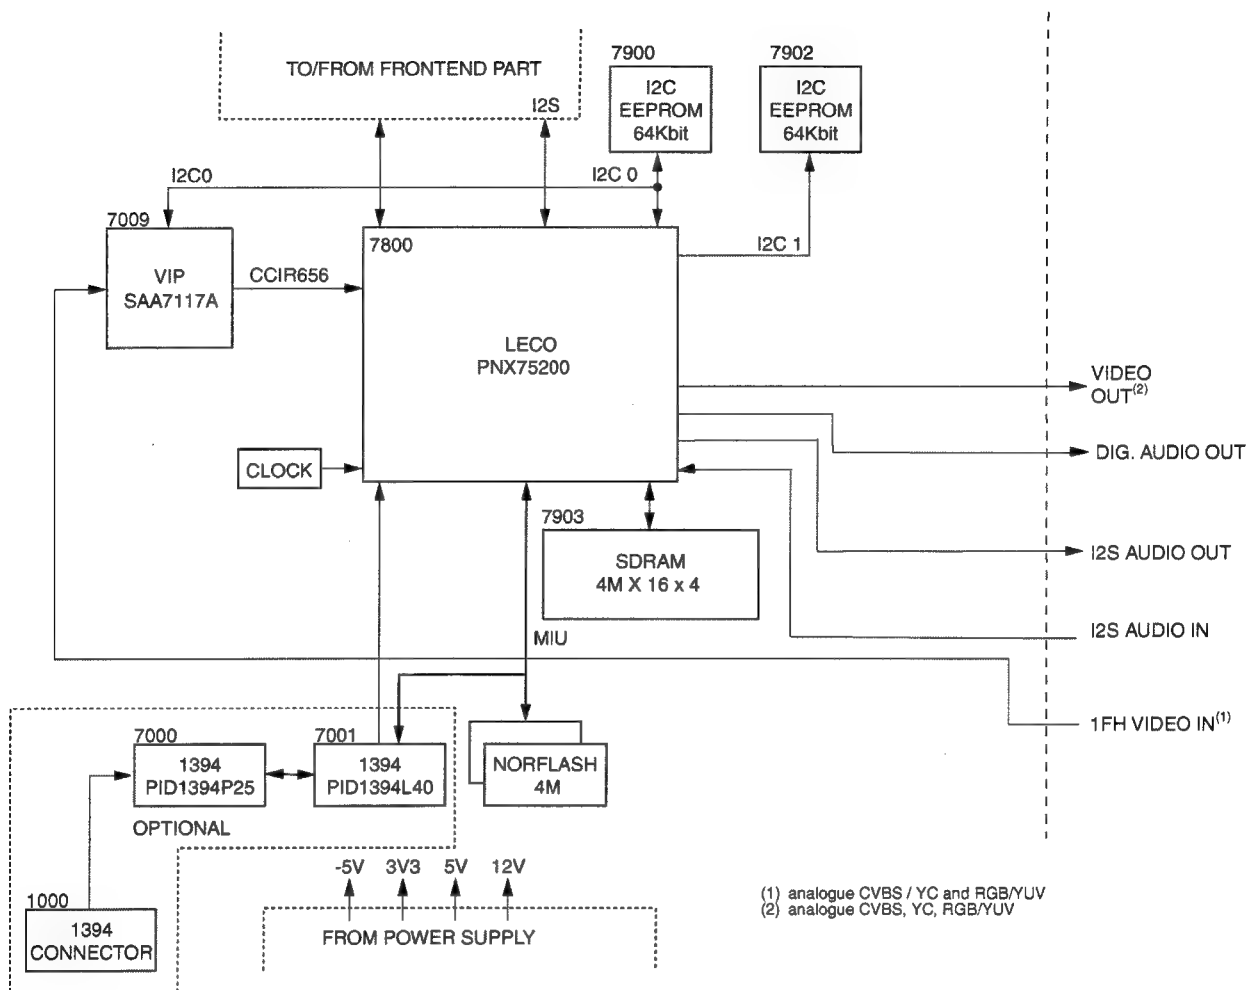 7900
7902
TO/FROM FRONTEND PART
I2C
EEPROM
64Kbit
I2C
EEPROM
64Kbit
I2S
I2C0
I2C 0
7009
7800
I2C 1
VIP
SAA7117A
CCIR656
LECO
PNX75200
VIDEO
OUT(2)
DIG. AUDIO OUT
CLOCK
7903
SDRAM
4M X 16 x 4
I2S AUDIO OUT
MIU
I2S AUDIO IN
1FH VIDEO IN(1)
7000
7001
1394
PID1394P25
1394
PID1394L40
NORFLASH
4M
OPTIONAL
-5V 3V3 5V 12V
1000
1394
CONNECTOR
FROM POWER SUPPLY
(1) analogue CVBS / YC and RGB/YUV
(2) analogue CVBS, YC, RGB/YUV